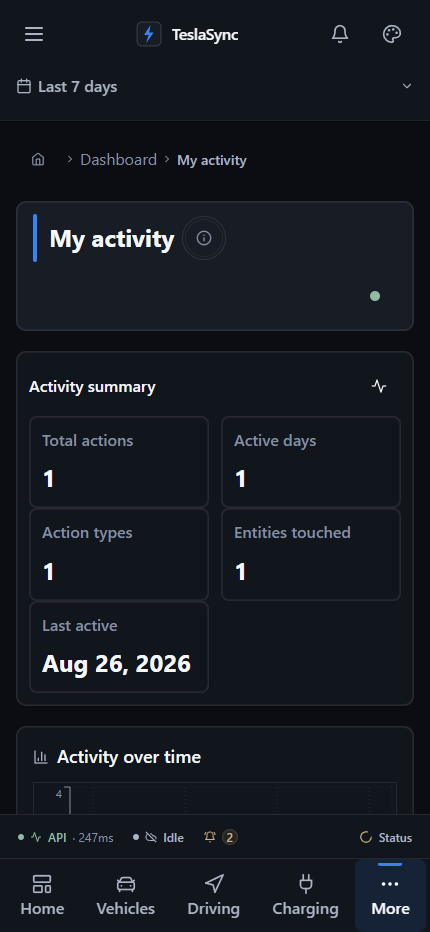 TeslaSync
Last 7 days
Dashboard My activity
My activity
Activity summary
Total actions
1
Active days
1
Action types
1
Entities touched
1
Last active
Aug 26, 2026
Activity over time
4
API · 247ms Idle 2 Status
Home Vehicles Driving Charging More